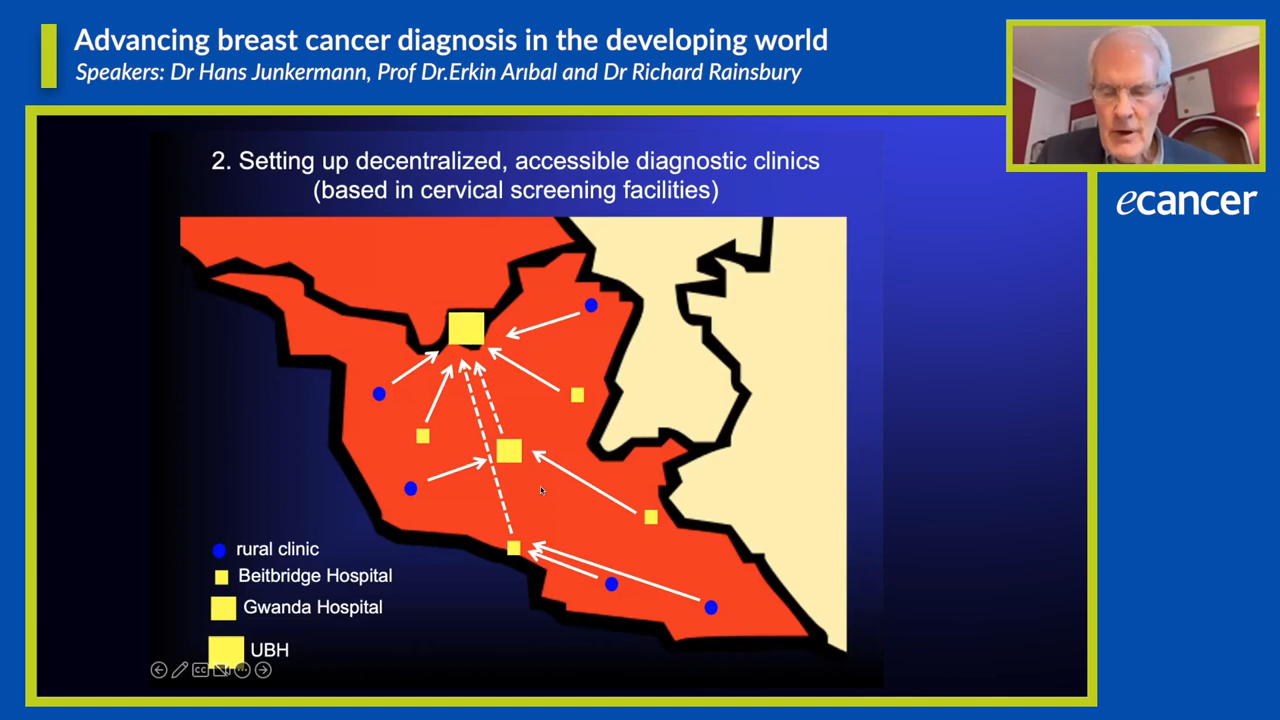 Advancing breast cancer diagnosis in the developing world
Speakers: Dr Hans Junkermann, Prof Dr.Erkin Arıbal and Dr Richard Rainsbury
ecancer
2. Setting up decentralized, accessible diagnostic clinics
(based in cervical screening facilities)
rural clinic
Beitbridge Hospital
Gwanda Hospital
UBH
CC